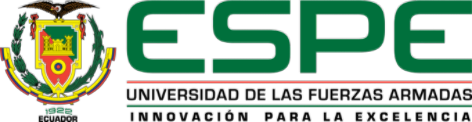 ESPE
UNIVERSIDAD DE LAS FUERZAS ARMADAS
INNOVACIÓN PARA LA EXCELENCIA
1922
ECUADOR